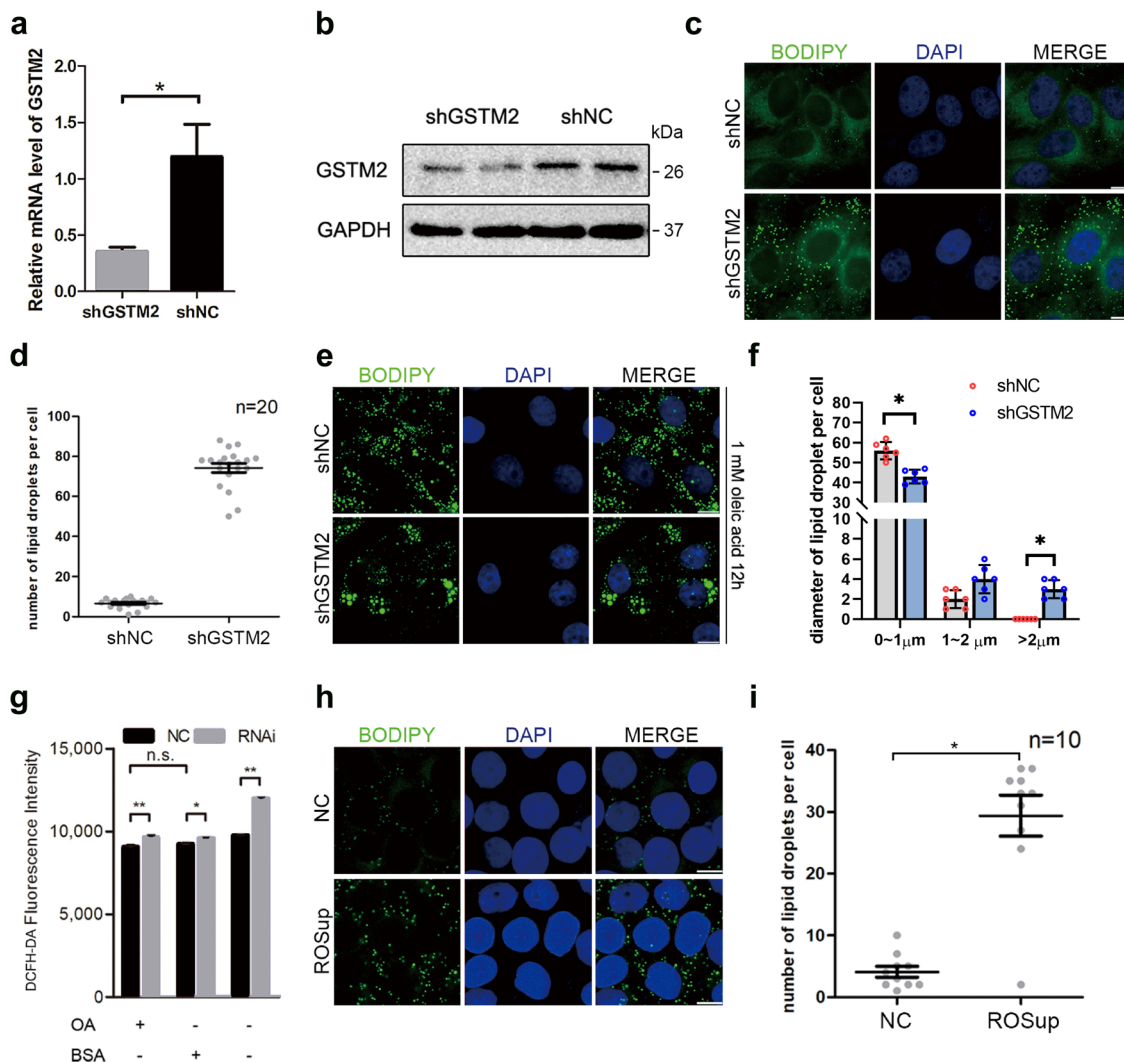 a
Relative mRNA level of GSTM2
2.0
1.5
1.0
0.5
0.0
*
shGSTM2 shNC
b
shGSTM2 shNC
kDa
GSTM2
- 26
GAPDH
- 37
c
BODIPY DAPI MERGE
shNC
shGSTM2
d
number of lipid droplets per cell
n=20
100
80
60
40
20
0
shNC shGSTM2
e
BODIPY DAPI MERGE
shNC
shGSTM2
1 mM oleic acid 12h
f
diameter of lipid droplet per cell
shNC
shGSTM2
80
70
60
50
40
30
14
12
10
8
6
4
2
0
*
*
0~1μm 1~2 μm >2μm
g
NC RNAi
DCFH-DA Fluorescence Intensity
15,000
10,000
5,000
0
n.s.
** * **
OA + - -
BSA - + -
h
BODIPY DAPI MERGE
NC
ROSup
i
number of lipid droplets per cell
n=10
*
40
30
20
10
0
NC ROSup